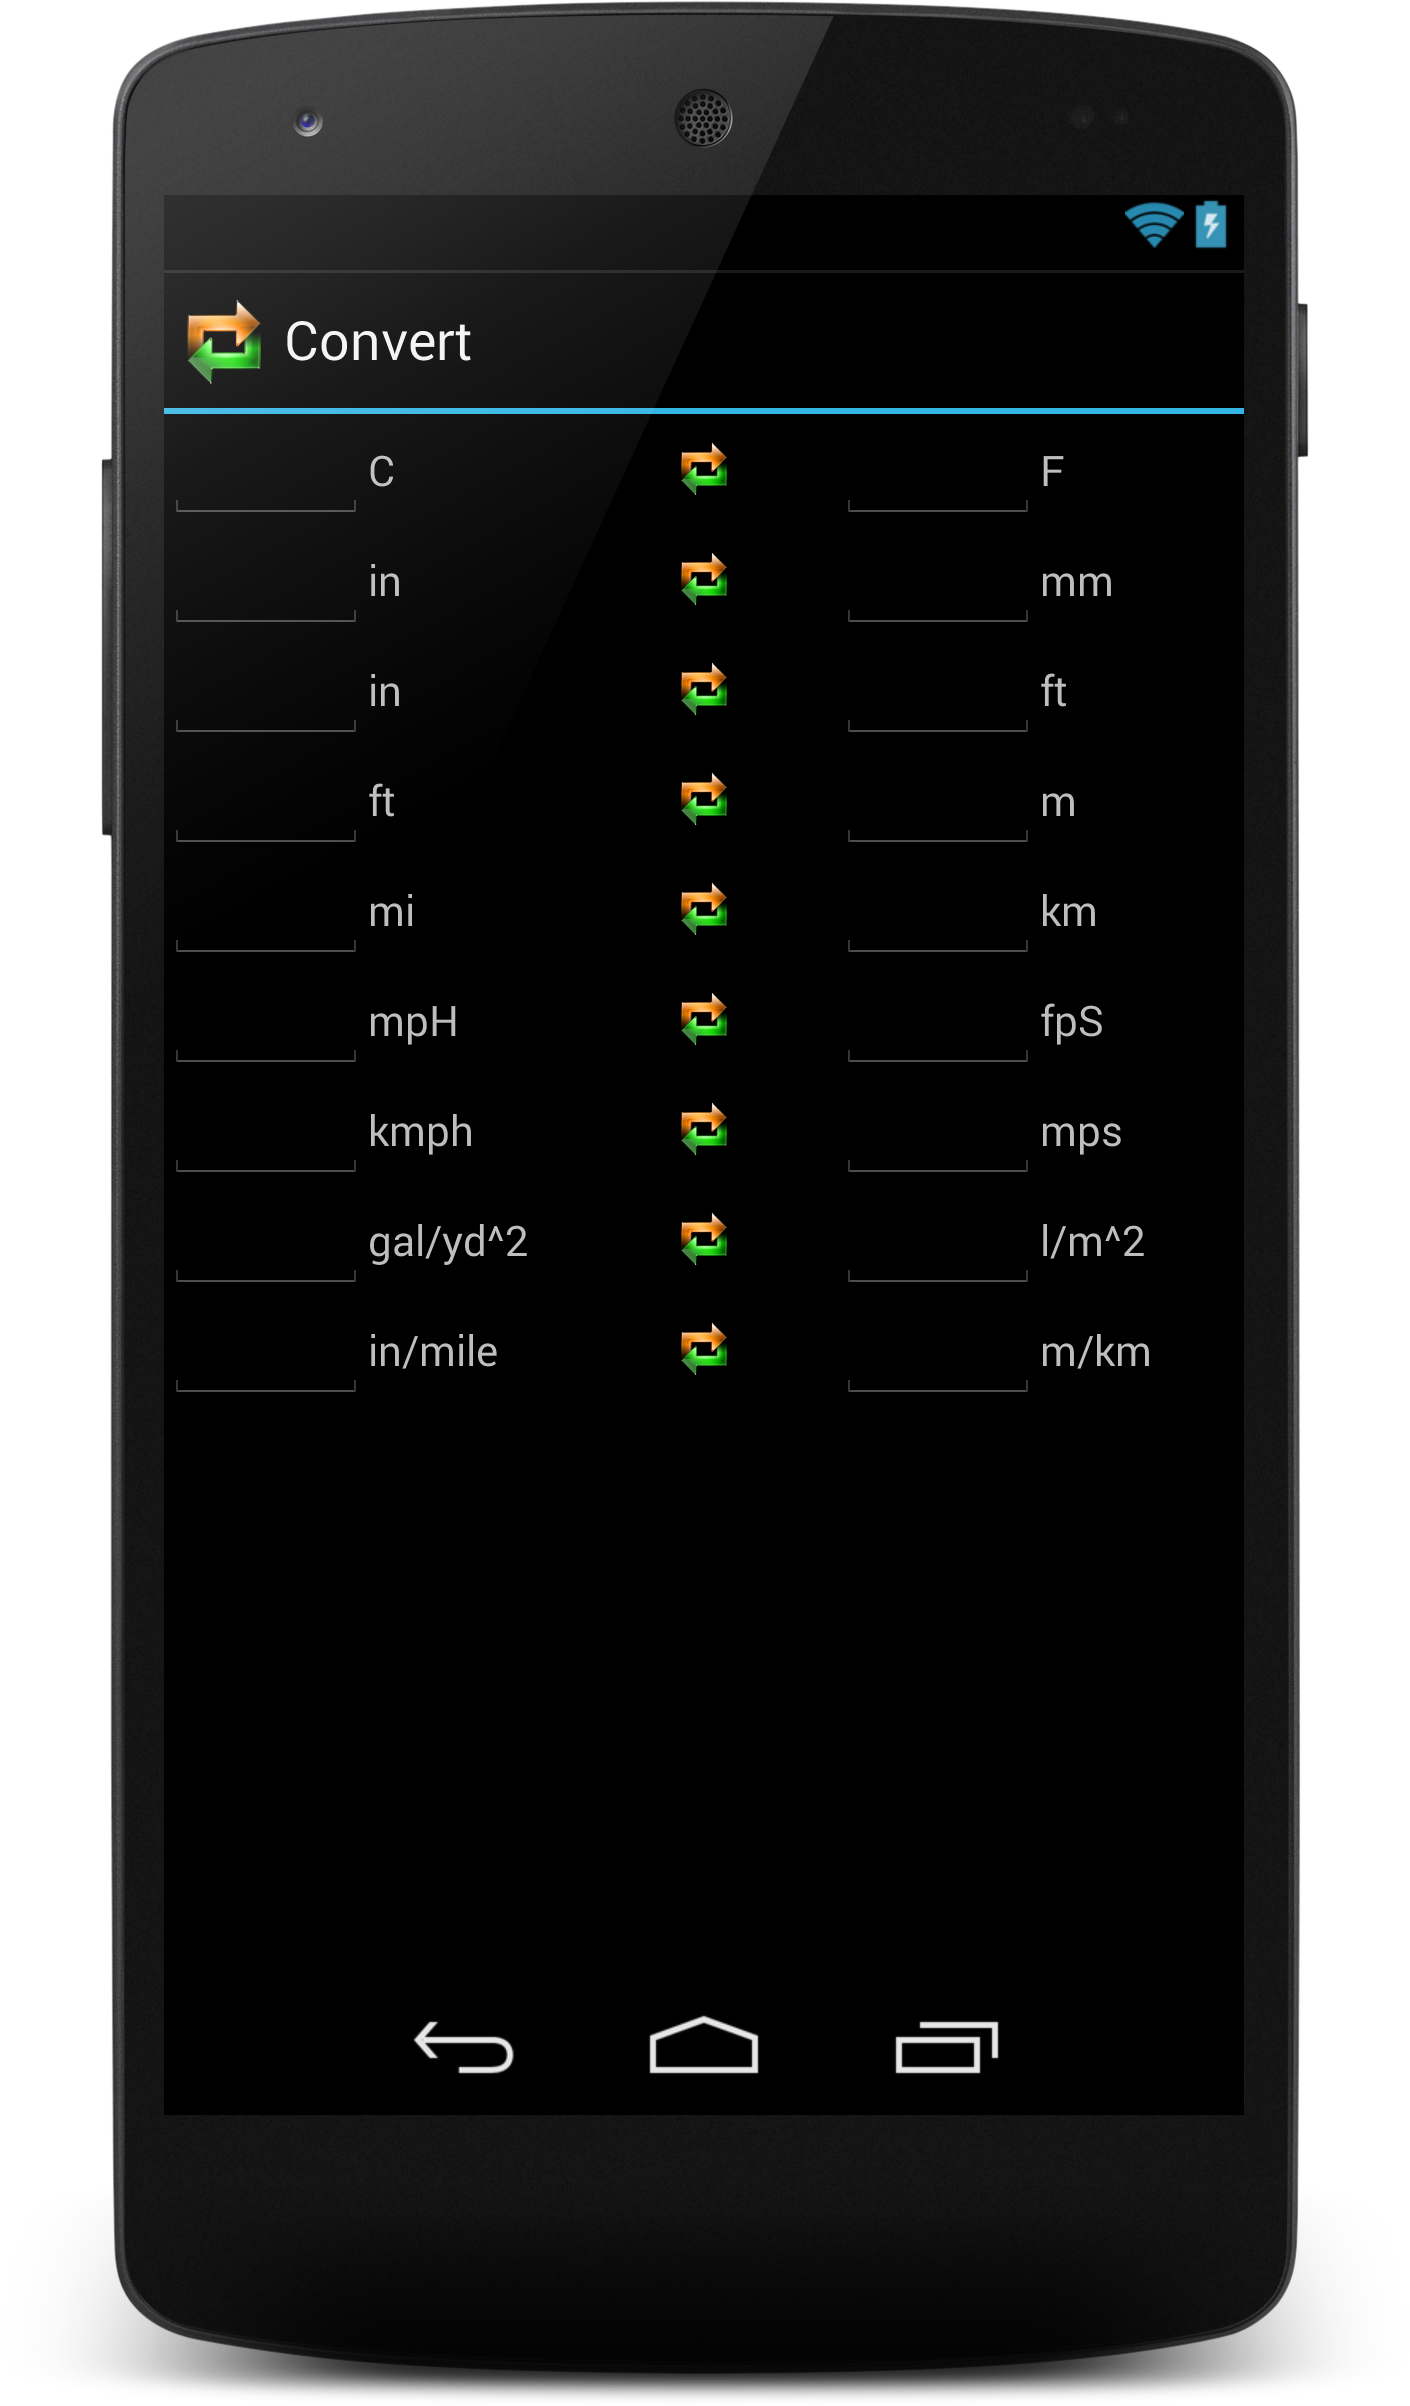 Convert
C F
in mm
in ft
ft m
mi km
mpH fpS
kmph mps
gal/yd^2 l/m^2
in/mile m/km